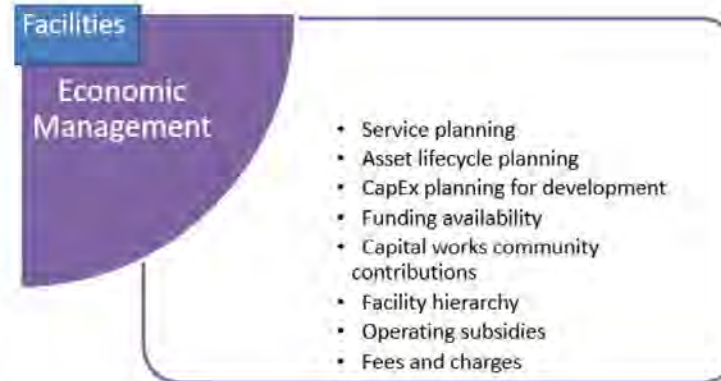 Facilities
Economic
Management
• Service planning
• Asset lifecycle planning
• CapEx planning for development
• Funding availability
• Capital works community
contributions
• Facility hierarchy
• Operating subsidies
• Fees and charges